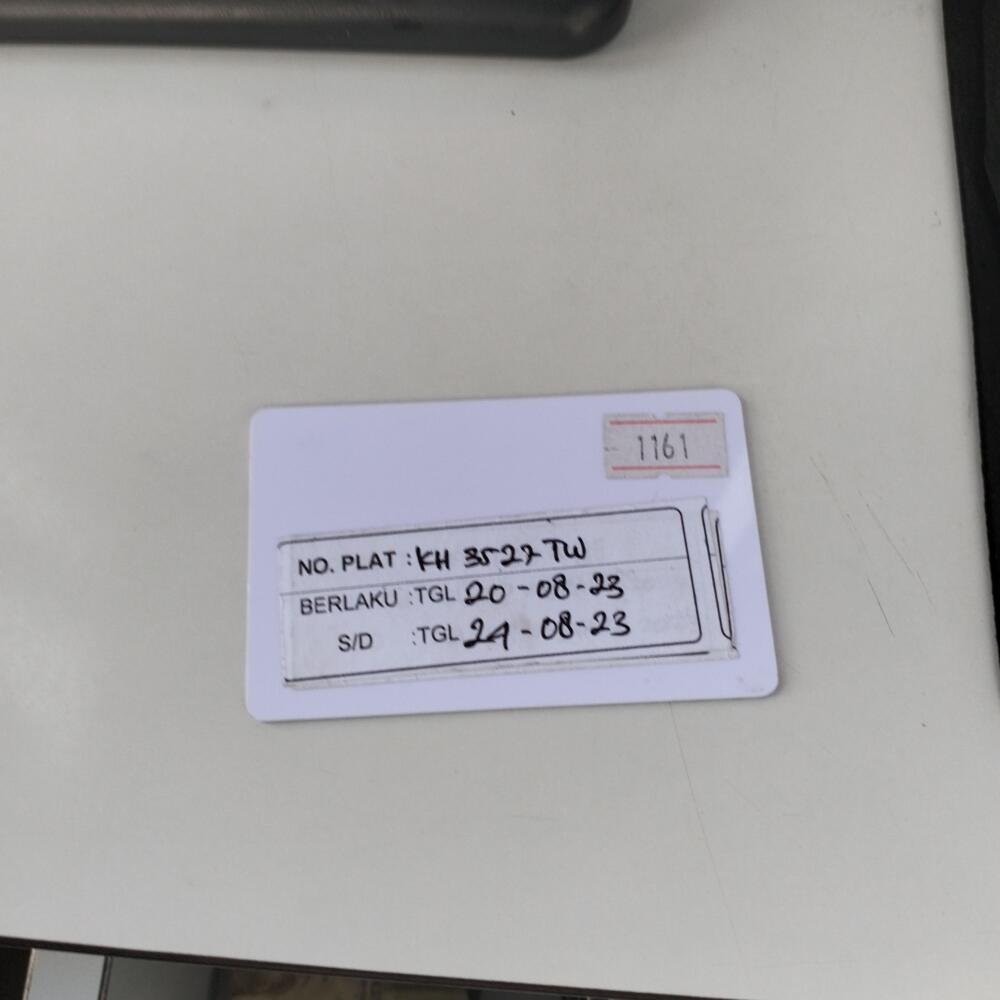 1161
NO. PLAT : KH 3527 TW
BERLAKU :TGL 20-08-23
S/D :TGL 24-08-23